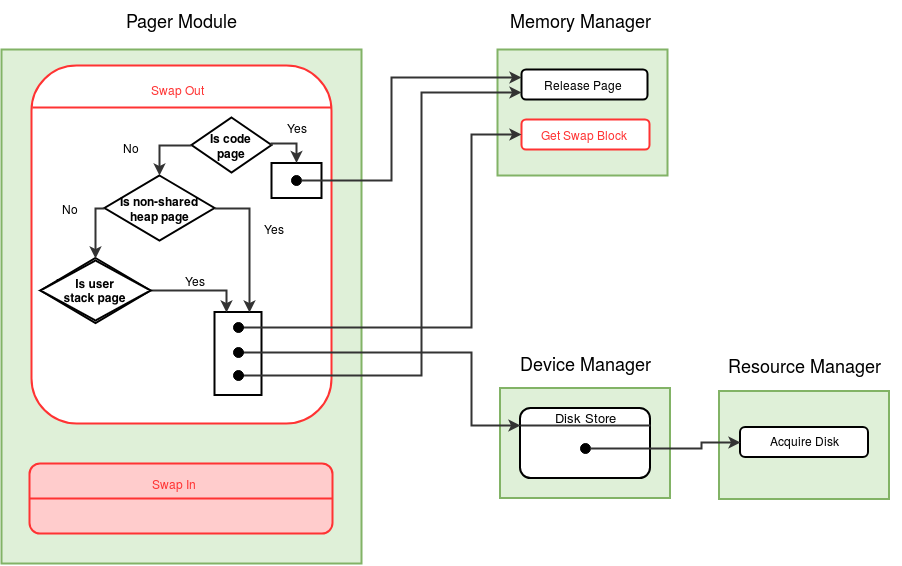 Pager Module
Memory Manager
Swap Out
Release Page
Yes
Is code
page
Get Swap Block
No
Is non-shared
heap page
No
Yes
Is user
stack page
Yes
Device Manager
Resource Manager
Disk Store
Acquire Disk
Swap In